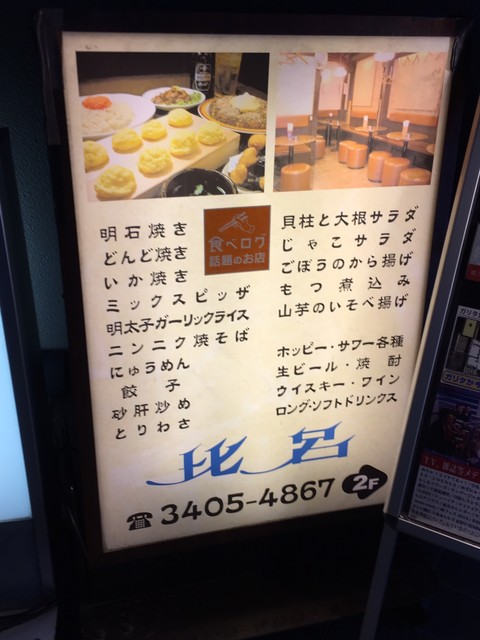 食べログ
話題のお店
明石焼き
どんど焼き
いか焼き
ミックスピッザ
明太子ガーリックライス
ニンニク焼そば
にゅうめん
餃子
砂肝炒め
とりわさ
貝柱と大根サラダ
じゃこサラダ
ごぼうのから揚げ
もつ煮込み
山芋のいそべ揚げ
ホッピー・サワー各種
生ビール・焼酎
ウイスキー・ワイン
ロング・ソフトドリンクス
比呂
☎3405-4867 2F